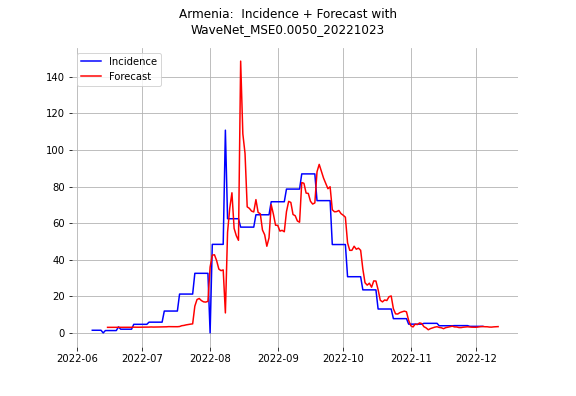 Armenia:  Incidence + Forecast with
WaveNet_MSE0.0050_20221023
Incidence
Forecast
140
120
100
80
60
40
20
0
2022-06 2022-07 2022-08 2022-09 2022-10 2022-11 2022-12